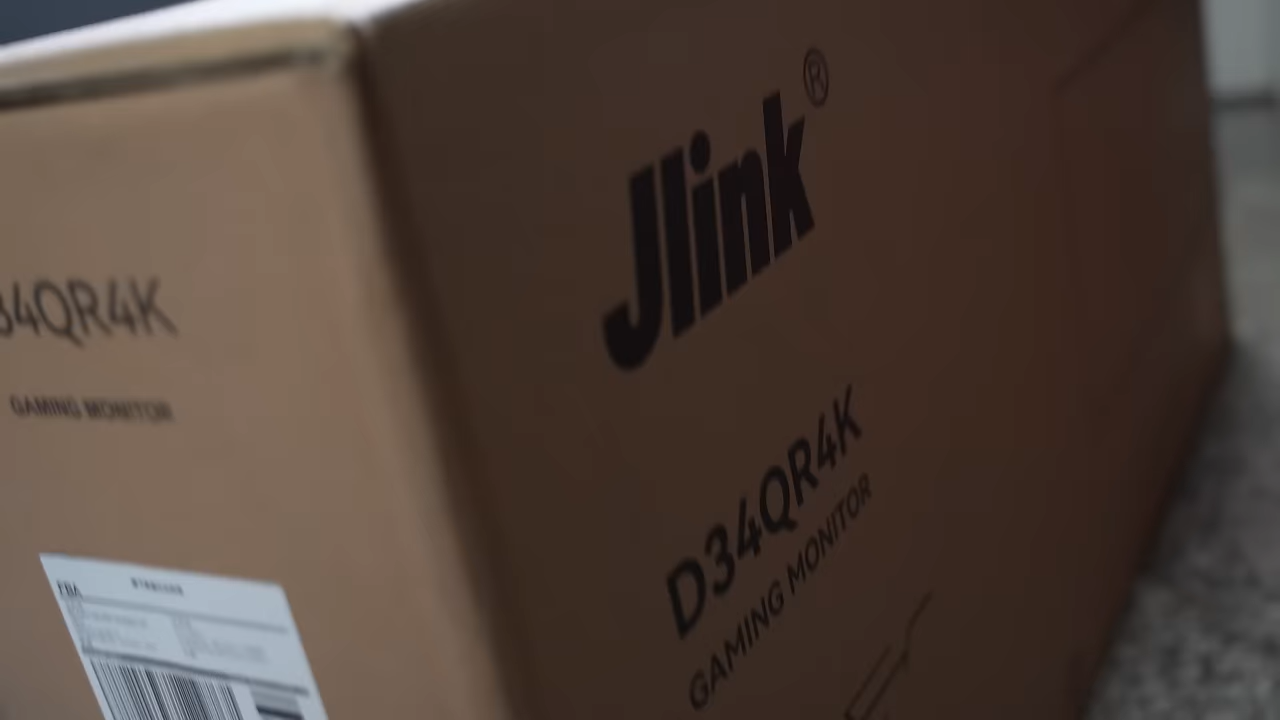 34QR4K
GAMING MONITOR
FBA
Jlink®
D34QR4K
GAMING MONITOR